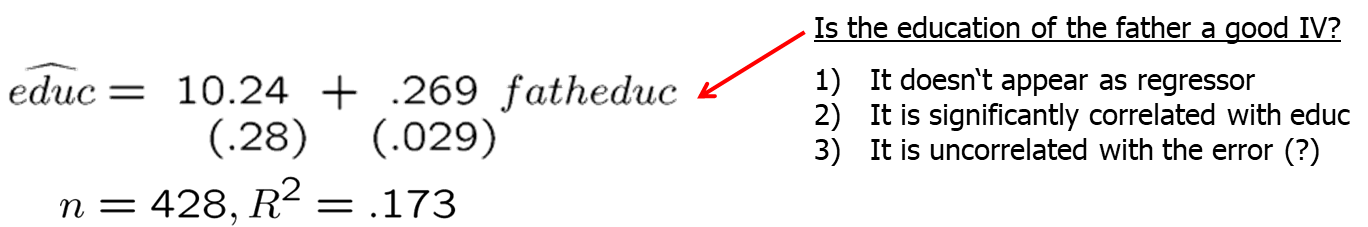 Is the education of the father a good IV?
1) It doesn‘t appear as regressor
2) It is significantly correlated with educ
3) It is uncorrelated with the error (?)
educ^ = 10.24 + .269 fatheduc
(.28) (.029)
n = 428, R² = .173